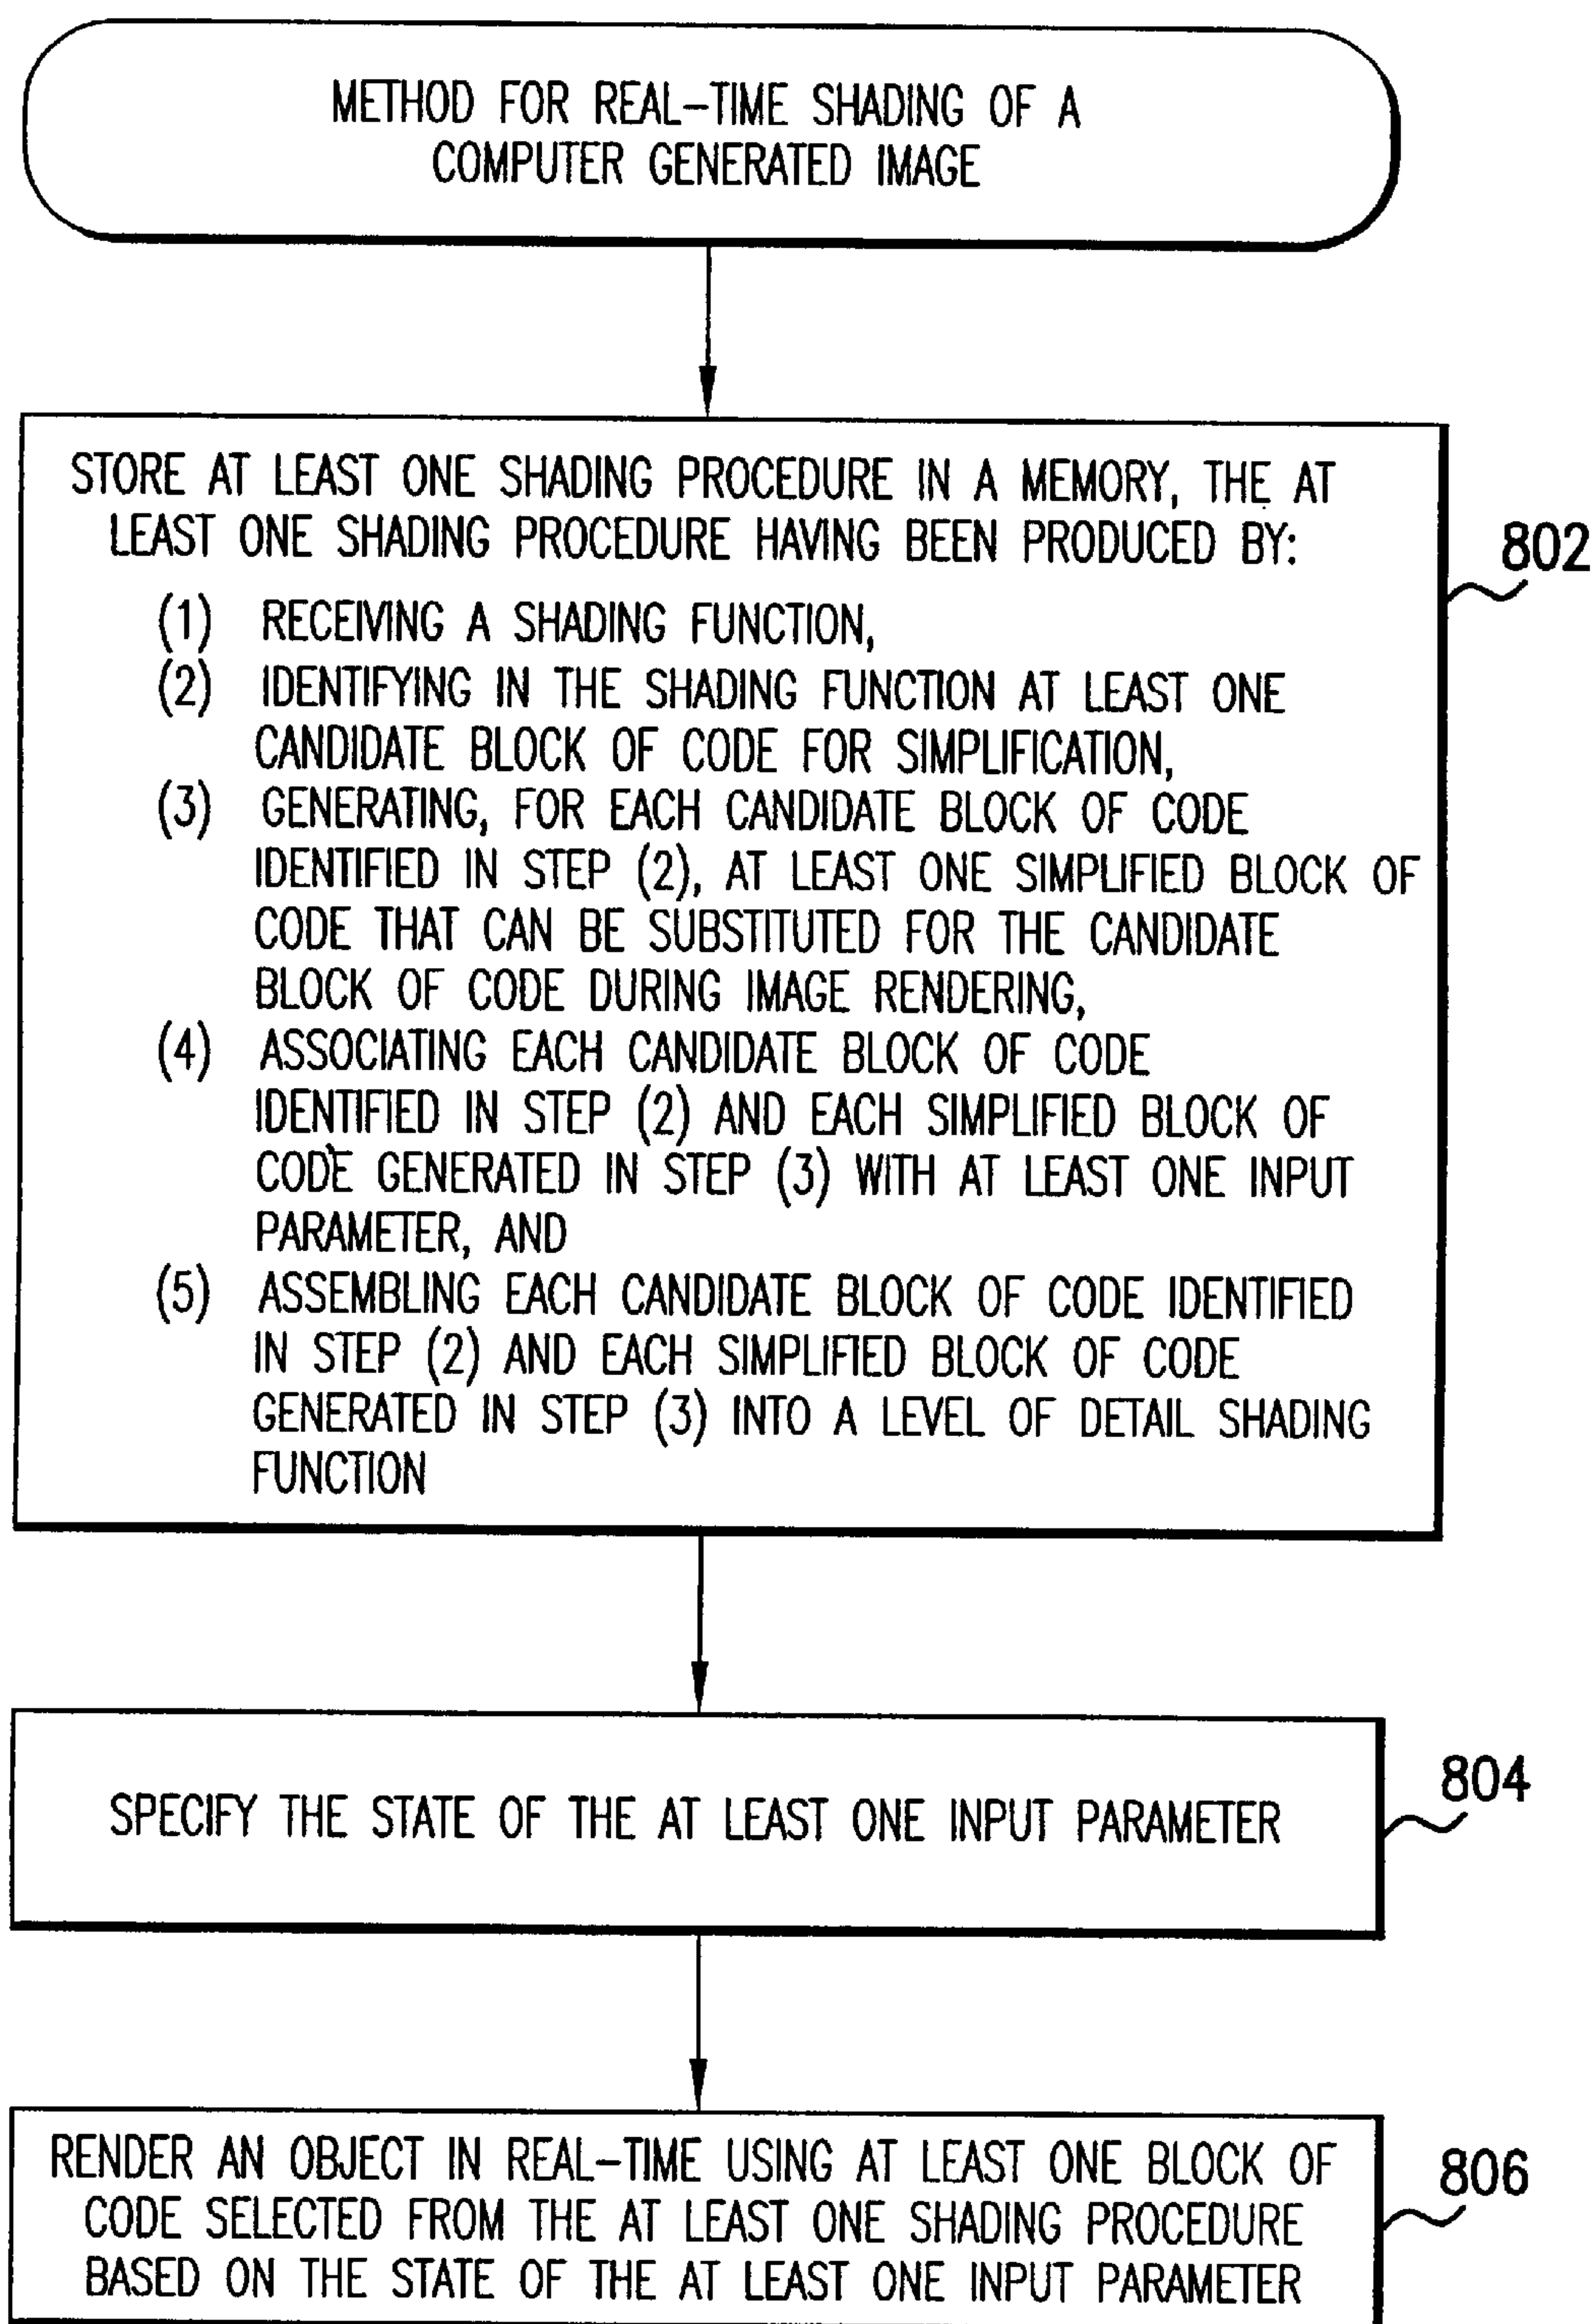 METHOD FOR REAL-TIME SHADING OF A
COMPUTER GENERATED IMAGE
STORE AT LEAST ONE SHADING PROCEDURE IN A MEMORY, THE AT
LEAST ONE SHADING PROCEDURE HAVING BEEN PRODUCED BY:
802
(1) RECEIVING A SHADING FUNCTION,
(2) IDENTIFYING IN THE SHADING FUNCTION AT LEAST ONE
CANDIDATE BLOCK OF CODE FOR SIMPLIFICATION,
(3) GENERATING, FOR EACH CANDIDATE BLOCK OF CODE
IDENTIFIED IN STEP (2), AT LEAST ONE SIMPLIFIED BLOCK OF
CODE THAT CAN BE SUBSTITUTED FOR THE CANDIDATE
BLOCK OF CODE DURING IMAGE RENDERING,
(4) ASSOCIATING EACH CANDIDATE BLOCK OF CODE
IDENTIFIED IN STEP (2) AND EACH SIMPLIFIED BLOCK OF
CODE GENERATED IN STEP (3) WITH AT LEAST ONE INPUT
PARAMETER, AND
(5) ASSEMBLING EACH CANDIDATE BLOCK OF CODE IDENTIFIED
IN STEP (2) AND EACH SIMPLIFIED BLOCK OF CODE
GENERATED IN STEP (3) INTO A LEVEL OF DETAIL SHADING
FUNCTION
SPECIFY THE STATE OF THE AT LEAST ONE INPUT PARAMETER
804
RENDER AN OBJECT IN REAL-TIME USING AT LEAST ONE BLOCK OF
CODE SELECTED FROM THE AT LEAST ONE SHADING PROCEDURE
BASED ON THE STATE OF THE AT LEAST ONE INPUT PARAMETER
806